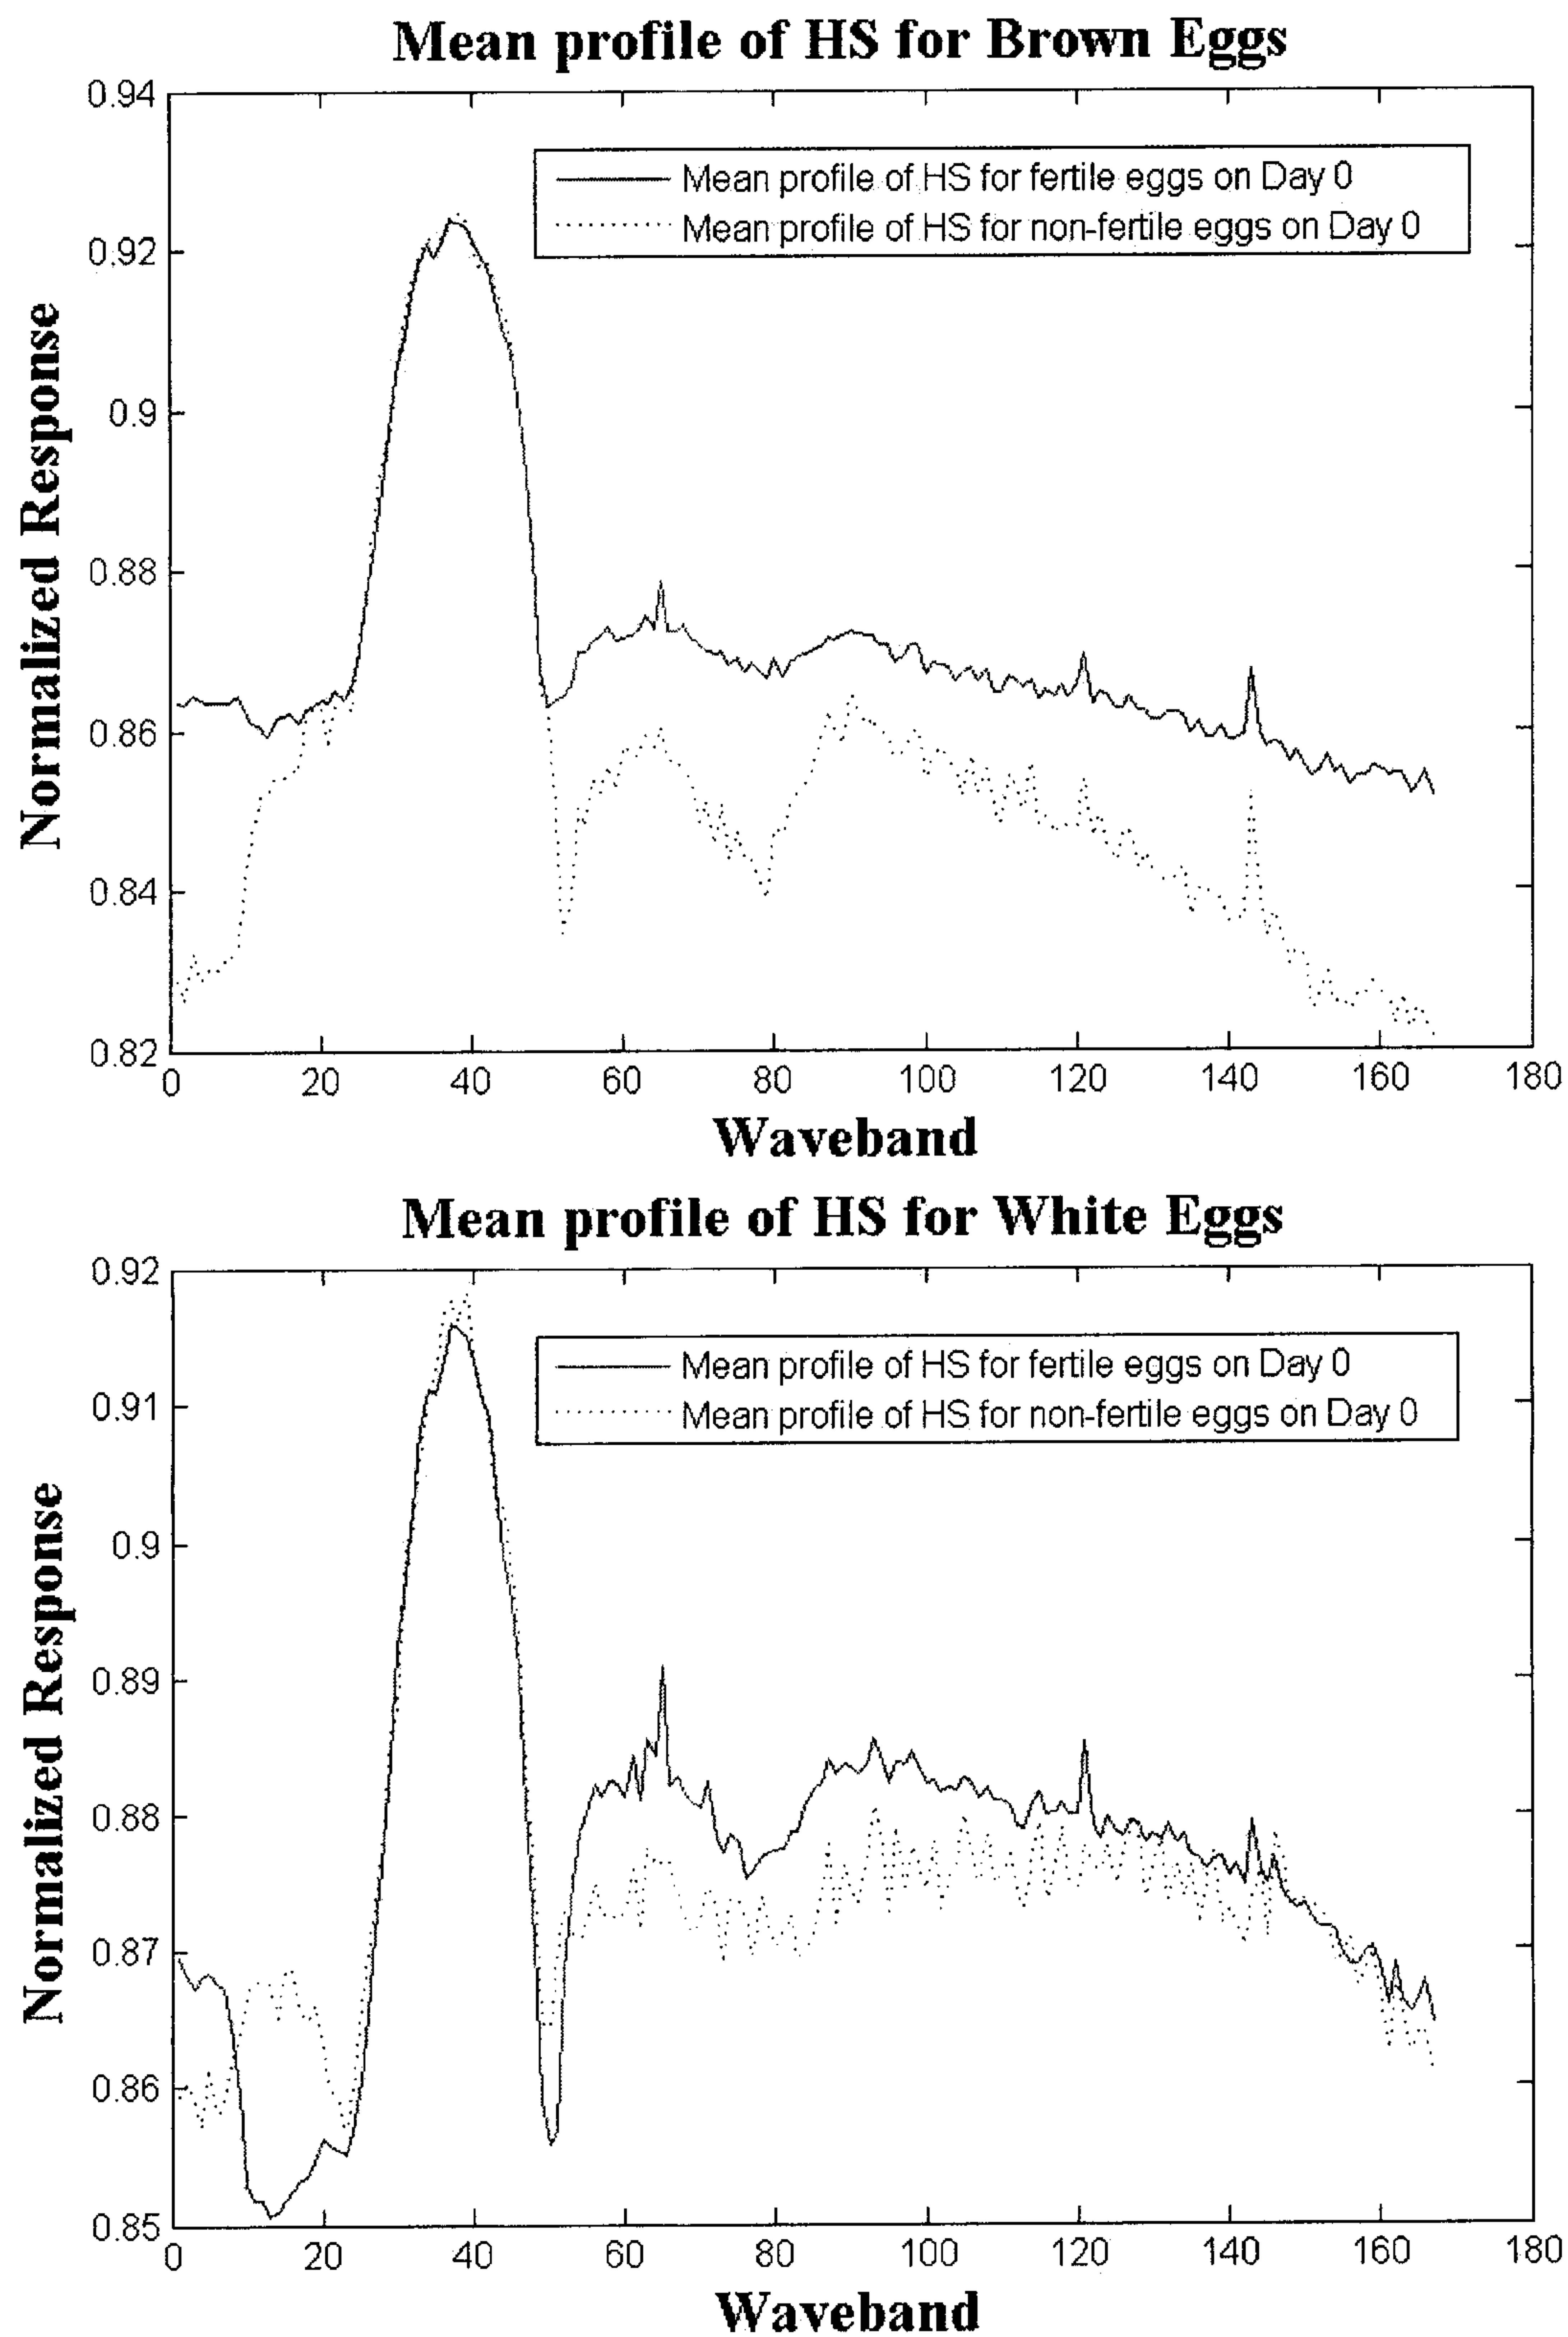 Mean profile of HS for Brown Eggs
0.94
0.92
0.9
0.88
0.86
0.84
0.82
Normalized Response
Mean profile of HS for fertile eggs on Day 0
Mean profile of HS for non-fertile eggs on Day 0
0 20 40 60 80 100 120 140 160 180
Waveband
Mean profile of HS for White Eggs
0.92
0.91
0.9
0.89
0.88
0.87
0.86
0.85
Normalized Response
Mean profile of HS for fertile eggs on Day 0
Mean profile of HS for non-fertile eggs on Day 0
0 20 40 60 80 100 120 140 160 180
Waveband